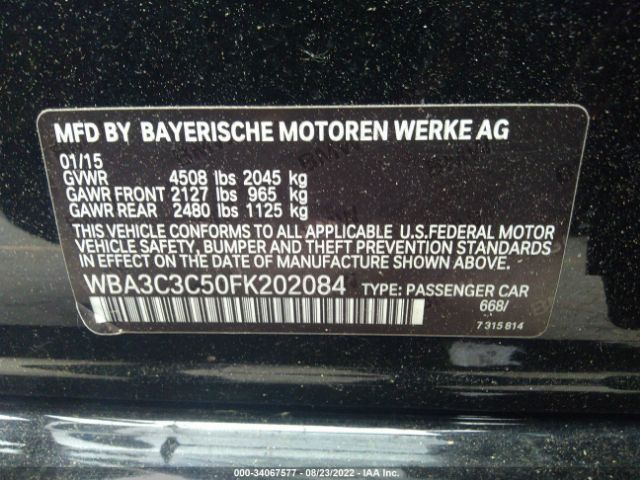 MFD BY BAYERISCHE MOTOREN WERKE AG
01/15
GVWR 4508 lbs 2045 kg
GAWR FRONT 2127 lbs 965 kg
GAWR REAR 2480 lbs 1125 kg
THIS VEHICLE CONFORMS TO ALL APPLICABLE U.S.FEDERAL MOTOR
VEHICLE SAFETY, BUMPER AND THEFT PREVENTION STANDARDS
IN EFFECT ON THE DATE OF MANUFACTURE SHOWN ABOVE
WBA3C3C50FK202084 TYPE: PASSENGER CAR
668/
7 315 814
000-34067577 - 08/23/2022 - IAA Inc.